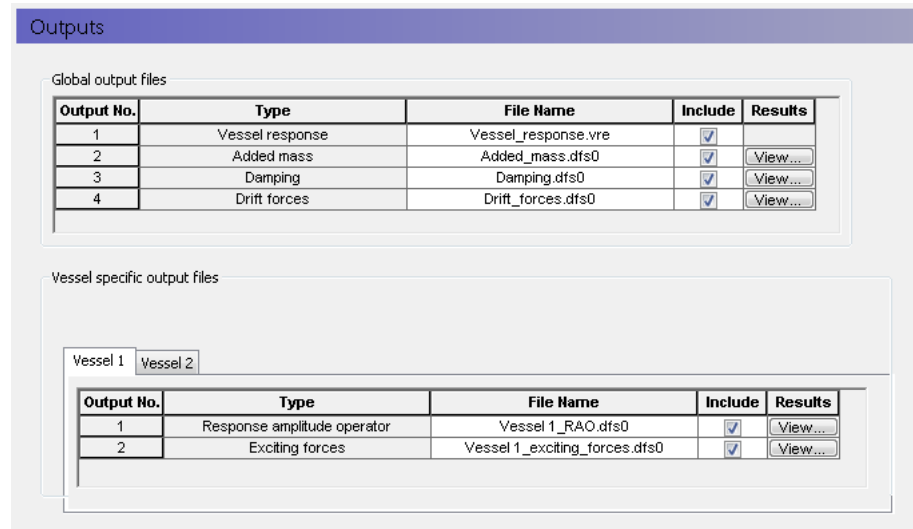 Outputs
Global output files
Output No. Type File Name Include Results
1 Vessel response Vessel_response.vre
2 Added mass Added_mass.dfs0 View...
3 Damping Damping.dfs0 View...
4 Drift forces Drift_forces.dfs0 View...
Vessel specific output files
Vessel 1 Vessel 2
Output No. Type File Name Include Results
1 Response amplitude operator Vessel 1_RAO.dfs0 View...
2 Exciting forces Vessel 1_exciting_forces.dfs0 View...